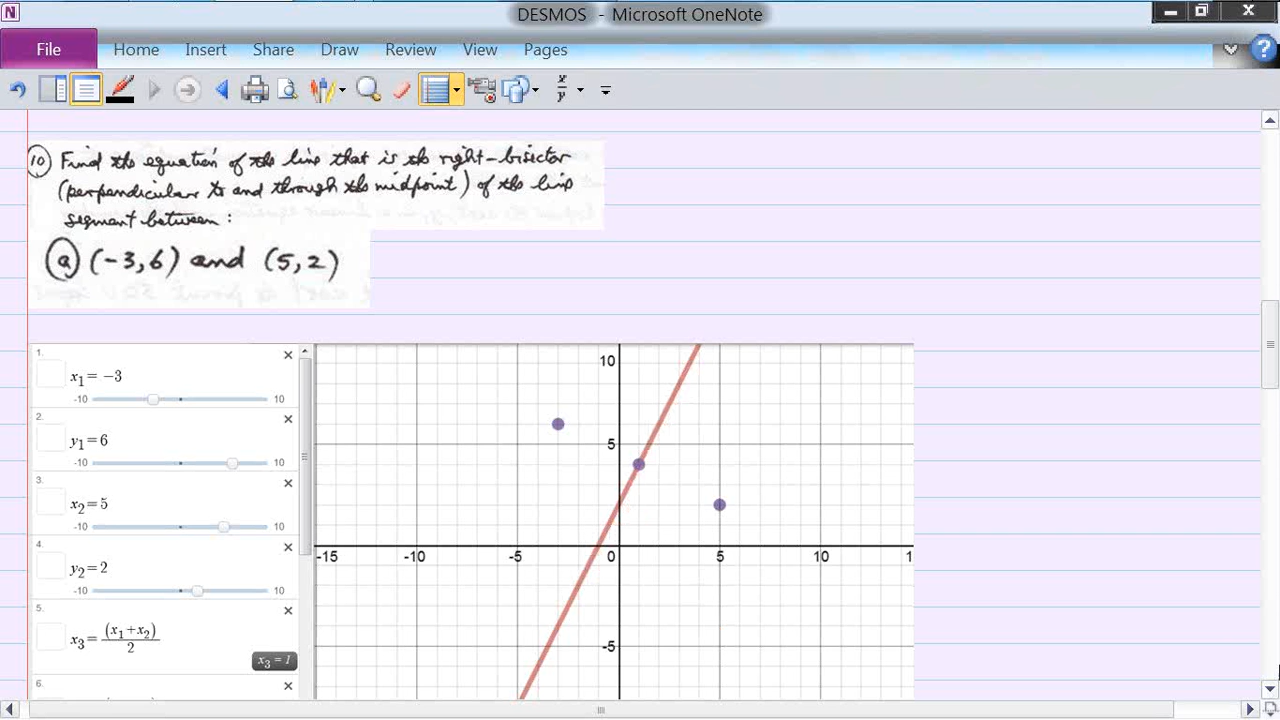 DESMOS - Microsoft OneNote
File Home Insert Share Draw Review View Pages
x
y
10 Find the equation of the line that is the right-bisector
(perpendicular to and through the midpoint) of the line
segment between:
a (-3,6) and (5,2)
1.
x₁ = −3
-10 10
2.
y₁ = 6
-10 10
3.
x₂ = 5
-10 10
4.
y₂ = 2
-10 10
5.
x₃ = (x₁+x₂)/2
x₃ = 1
6.
10
5
-15 -10 -5 0 5 10 1
-5